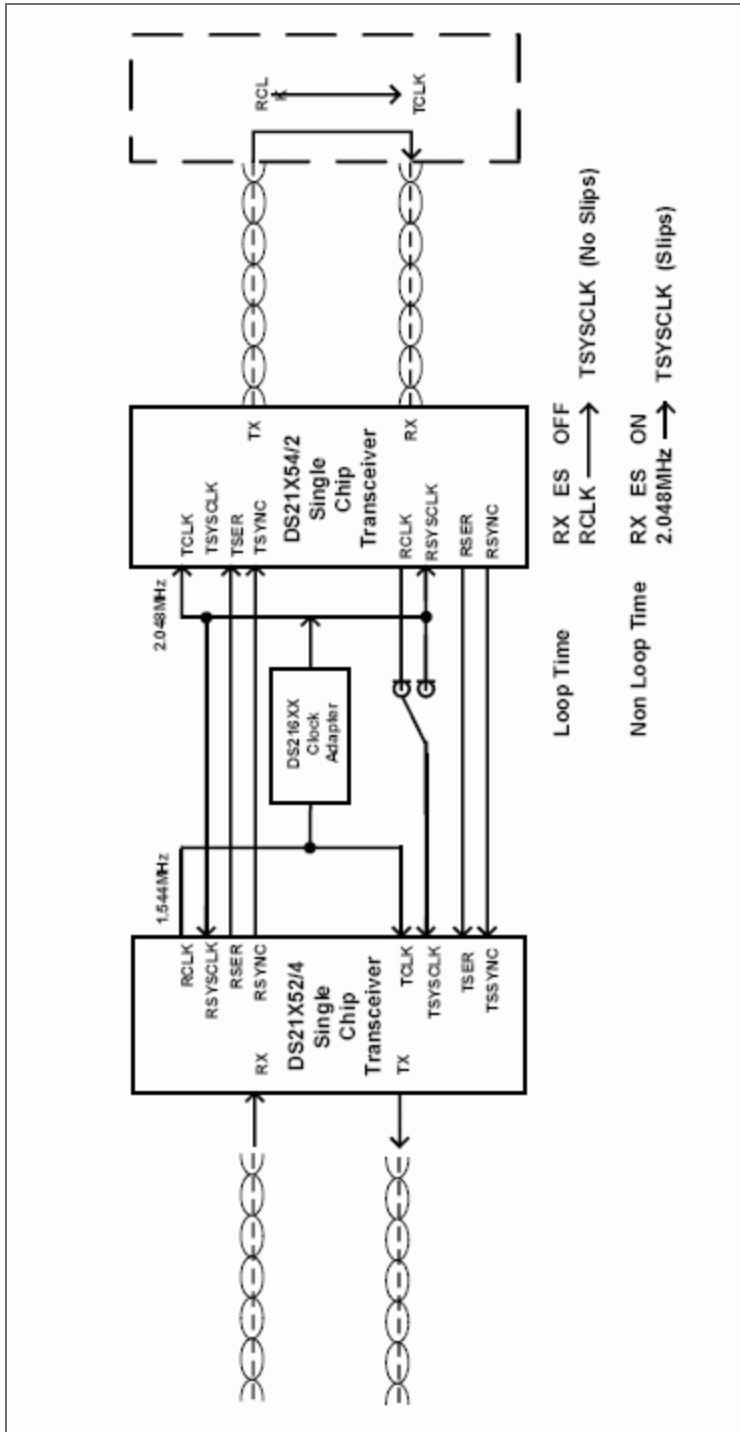 RCL
K
TCLK
DS21X54/2
Single
Chip
Transceiver
TX
RX
TCLK
TSYSCLK
TSER
TSYNC
RCLK
RSYSCLK
RSER
RSYNC
2.048MHz
DS216XX
Clock
Adapter
1.544MHz
DS21X52/4
Single
Chip
Transceiver
RCLK
RSYSCLK
RSER
RSYNC
TCLK
TSYSCLK
TSER
TSSYNC
RX
TX
Loop Time RX ES OFF
RCLK TSYSCLK (No Slips)
Non Loop Time RX ES ON
2.048MHz TSYSCLK (Slips)